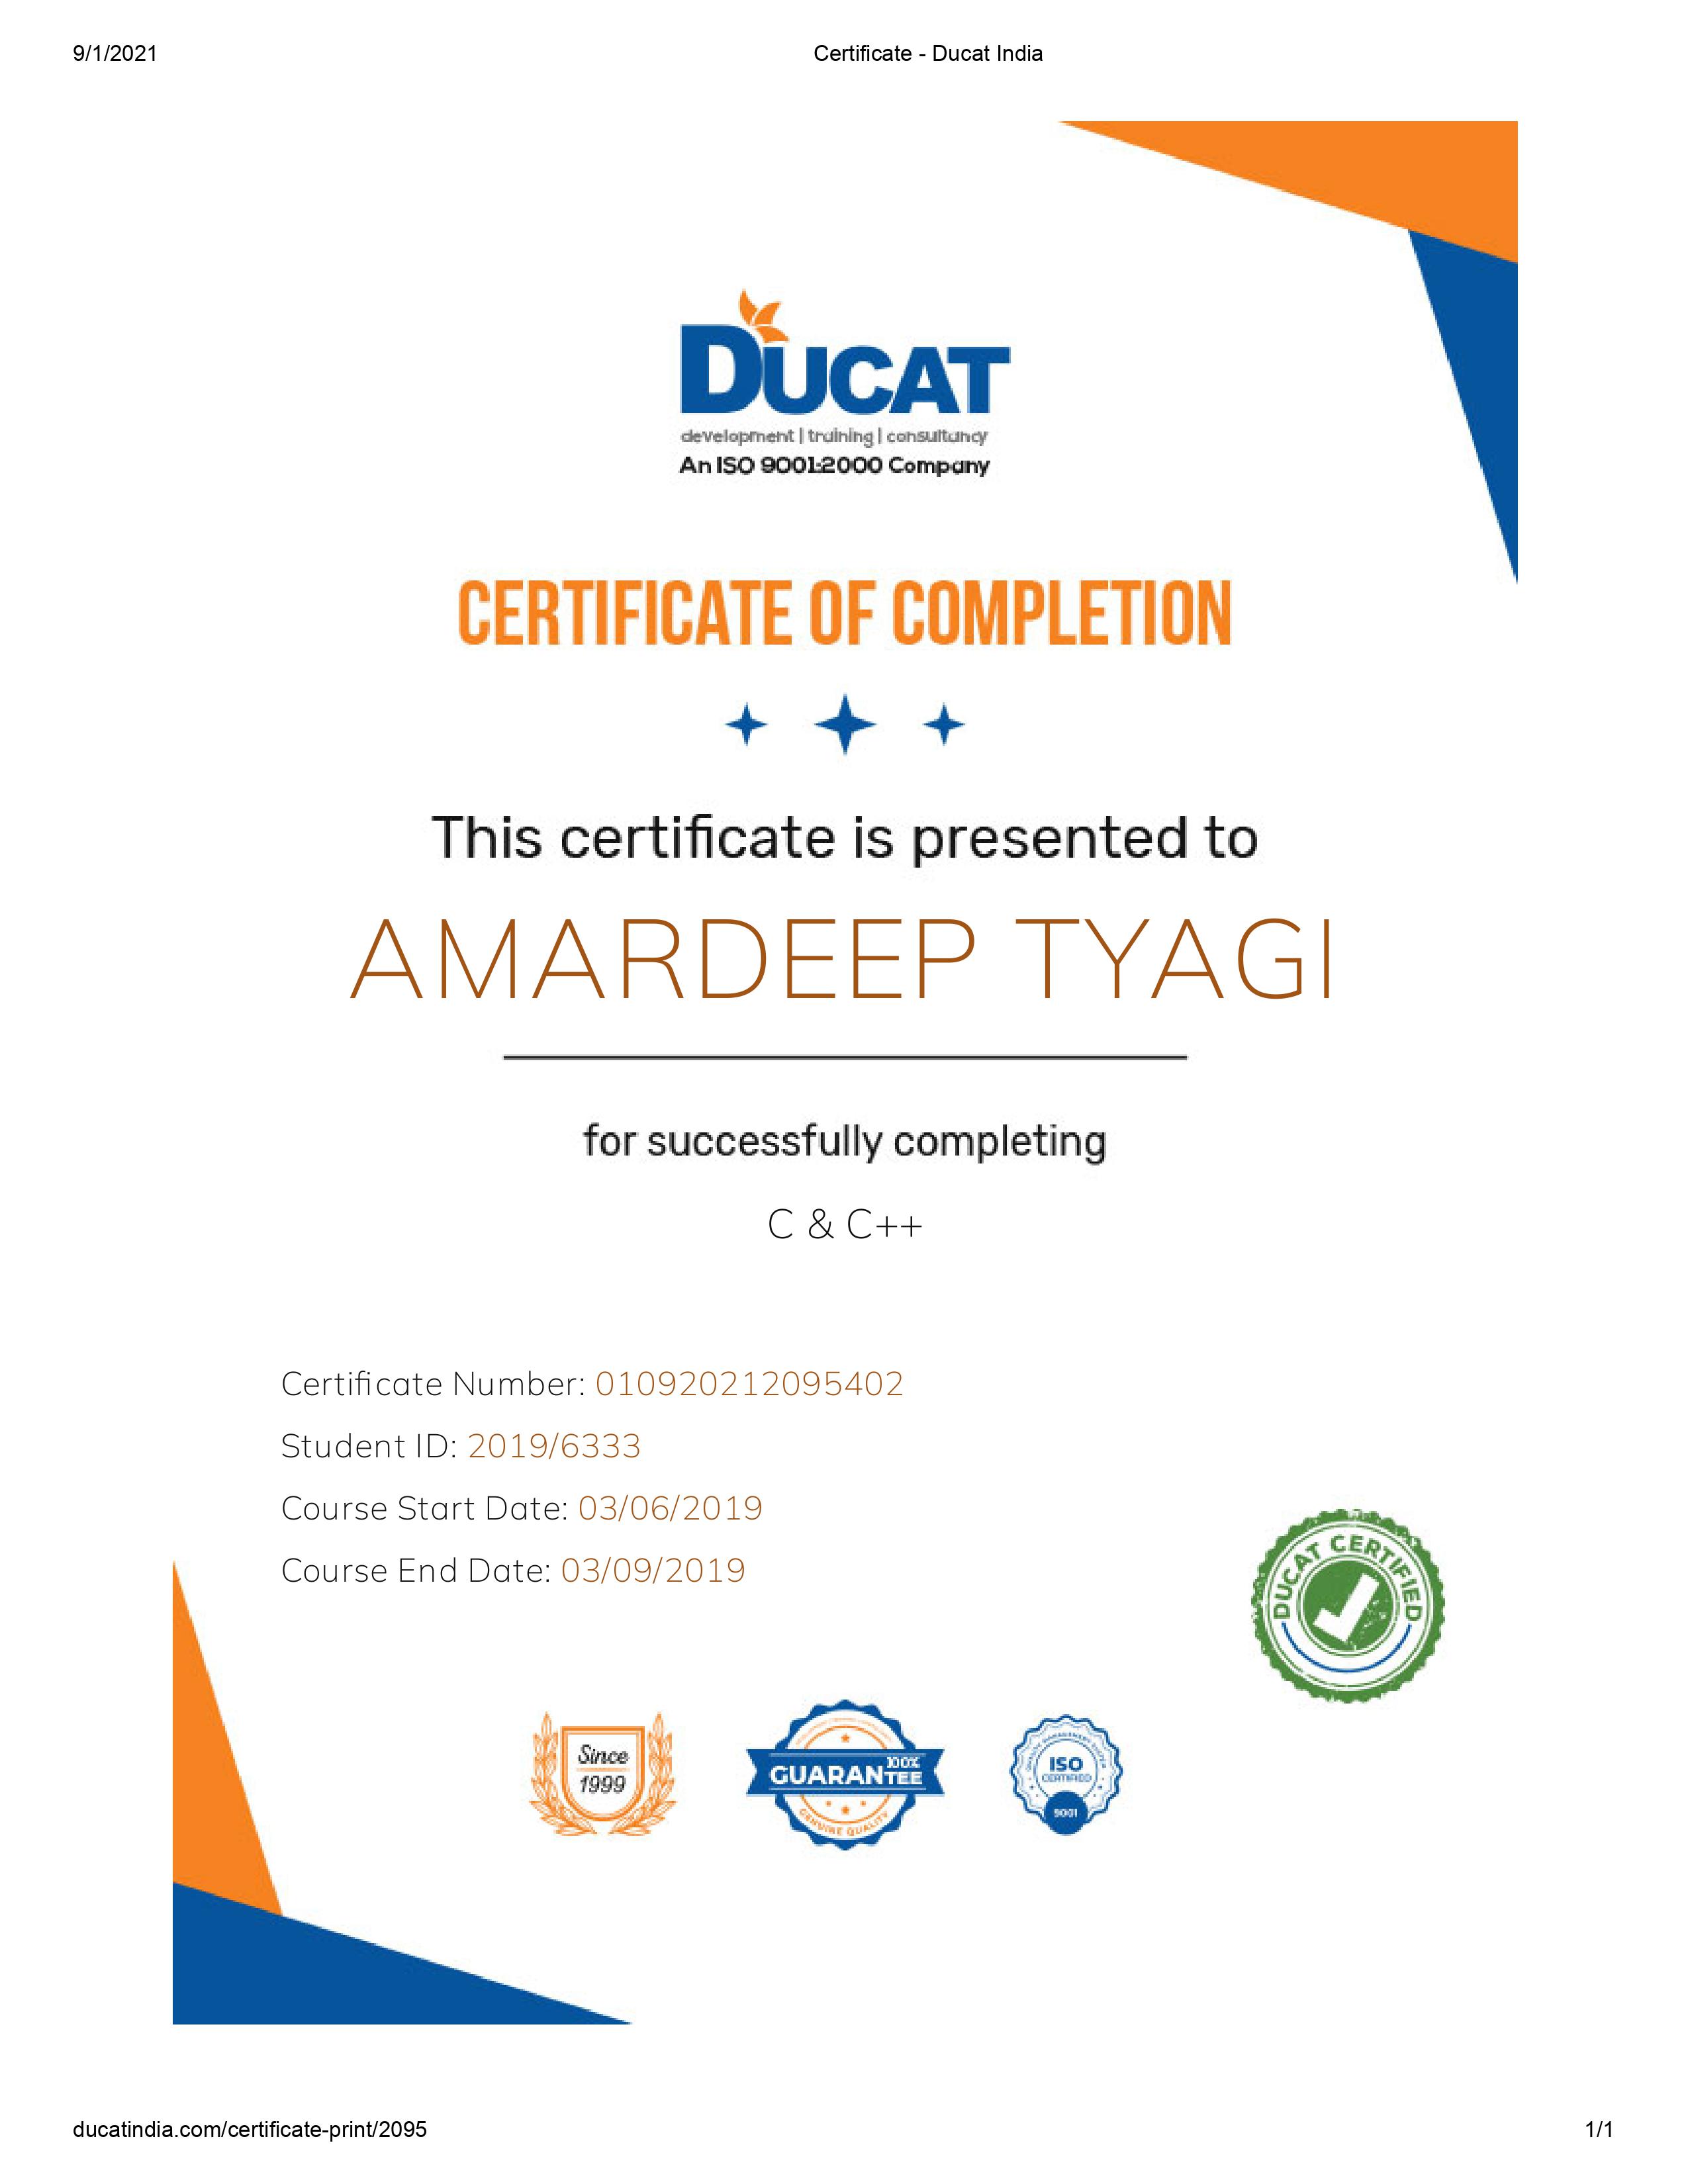 9/1/2021
Certificate - Ducat India
DUCAT
development | training | consultancy
An ISO 9001:2000 Company
CERTIFICATE OF COMPLETION
This certificate is presented to
AMARDEEP TYAGI
for successfully completing
C & C++
Certificate Number: 010920212095402
Student ID: 2019/6333
Course Start Date: 03/06/2019
Course End Date: 03/09/2019
DUCAT CERTIFIED
Since
1999
100%
GUARANTEE
GENUINE QUALITY
ISO
CERTIFIED
9001
ducatindia.com/certificate-print/2095
1/1